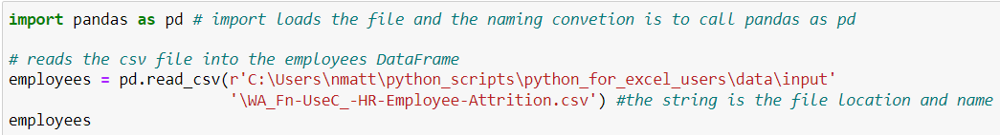 import pandas as pd # import loads the file and the naming convetion is to call pandas as pd
# reads the csv file into the employees DataFrame
employees = pd.read_csv(r'C:\Users\nmatt\python_scripts\python_for_excel_users\data\input'
'\WA_Fn-UseC_-HR-Employee-Attrition.csv') #the string is the file location and name
employees